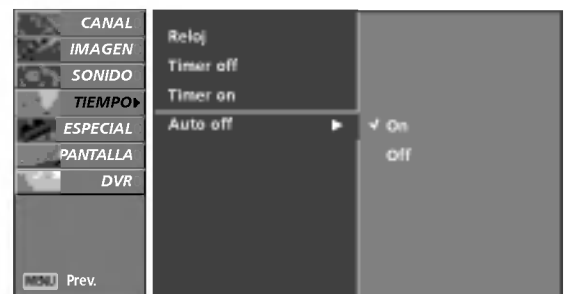 CANAL
IMAGEN
SONIDO
TIEMPO
ESPECIAL
PANTALLA
DVR
MENU Prev.
Reloj
Timer off
Timer on
Auto off
On
Off